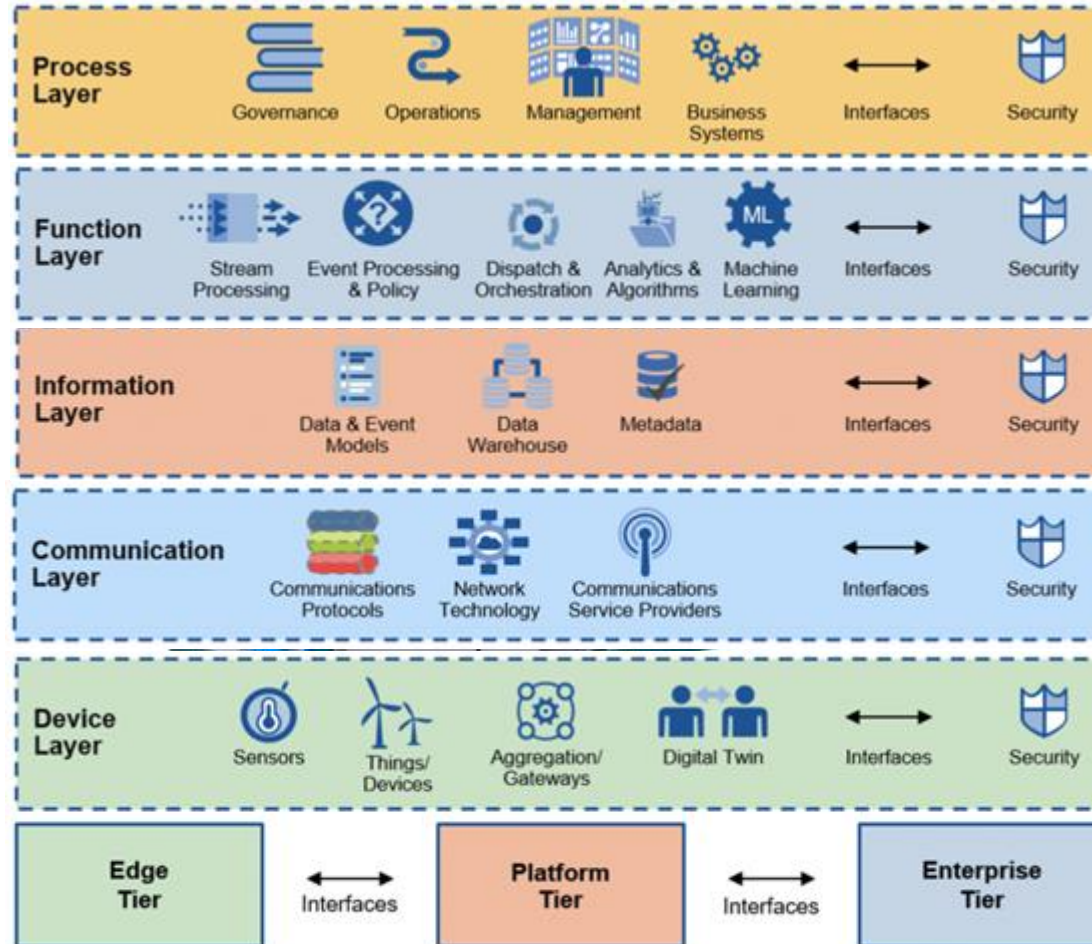 Process
Layer
Governance
Operations
Management
Business
Systems
Interfaces
Security
Function
Layer
Stream
Processing
?
Event Processing
& Policy
Dispatch &
Orchestration
Analytics &
Algorithms
ML
Machine
Learning
Interfaces
Security
Information
Layer
Data & Event
Models
Data
Warehouse
Metadata
Interfaces
Security
Communication
Layer
Communications
Protocols
Network
Technology
Communications
Service Providers
Interfaces
Security
Device
Layer
Sensors
Things/
Devices
Aggregation/
Gateways
Digital Twin
Interfaces
Security
Edge
Tier
Interfaces
Platform
Tier
Interfaces
Enterprise
Tier